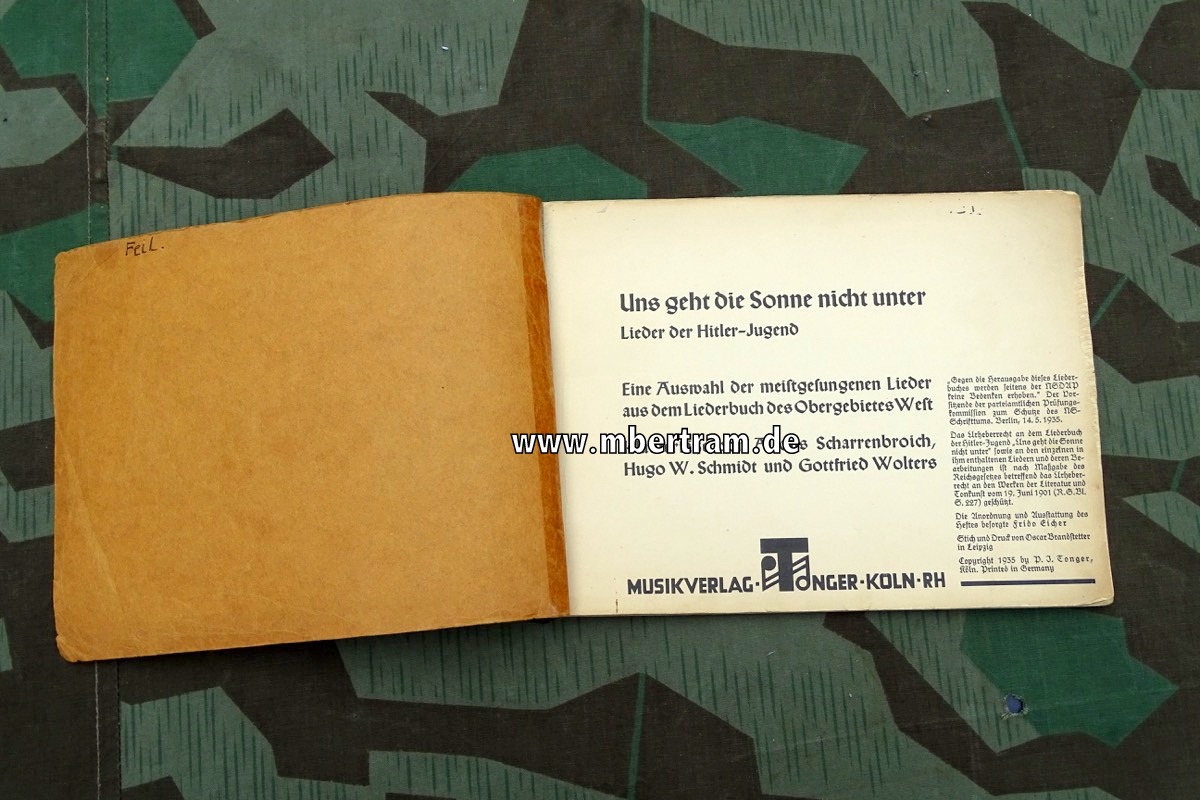 Feil.
Uns geht die Sonne nicht unter
Lieder der Hitler-Jugend
Eine Auswahl der meistgesungenen Lieder
aus dem Liederbuch des Obergebietes West
Scharrenbroich,
Hugo W. Schmidt und Gottfried Wolters
www.mbertram.de
MUSIKVERLAG · TONGER · KÖLN · RH
„Gegen die Herausgabe dieses Lieder-
buches werden seitens der NSDAP
keine Bedenken erhoben." Der Vor-
sitzende der parteiamtlichen Prüfungs-
kommission zum Schutze des NS-
Schrifttums. Berlin, 14. 5. 1935.
Das Urheberrecht an dem Liederbuch
der Hitler-Jugend „Uns geht die Sonne
nicht unter" sowie an den einzelnen in
ihm enthaltenen Liedern und deren Be-
arbeitungen ist nach Maßgabe des
Reichsgesetzes betreffend das Urheber-
recht an den Werken der Literatur und
Tonkunst vom 19. Juni 1901 (R.G.Bl.
S. 227) geschützt.
Die Anordnung und Ausstattung des
Heftes besorgte Frido Eicher
Stich und Druck von Oscar Brandstetter
in Leipzig
Copyright 1935 by P. J. Tonger,
Köln. Printed in Germany